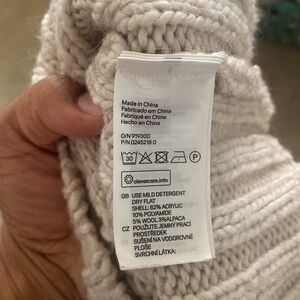 Made in China
Fabricado em China
Fabriqué en Chine
Hecho en China
O/N 919300
P/N 0245218 0
30
P
clevercare.info
GB USE MILD DETERGENT
DRY FLAT
SHELL: 82% ACRYLIC
10% POLYAMIDE
5% WOOL 3%ALPACA
CZ POUŽIJTE JEMNÝ PRACÍ
PROSTŘEDEK
SUŠENÍ NA VODOROVNÉ
PLOŠE
SVRCHNÍ LÁTKA: